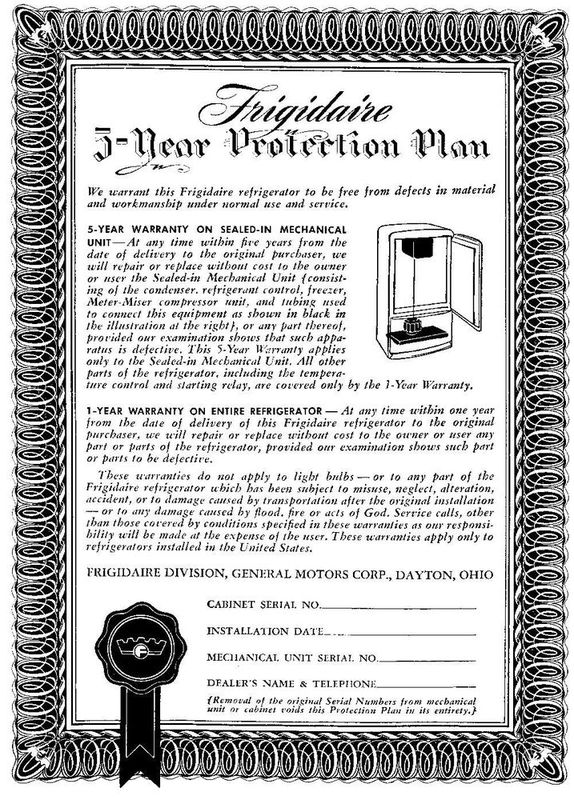 Frigidaire
5-Year Protection Plan
We warrant this Frigidaire refrigerator to be free from defects in material
and workmanship under normal use and service.
5-YEAR WARRANTY ON SEALED-IN MECHANICAL
UNIT—At any time within five years from the
date of delivery to the original purchaser, we
will repair or replace without cost to the owner
or user the Sealed-in Mechanical Unit {consist-
ing of the condenser, refrigerant control, freezer,
Meter-Miser compressor unit, and tubing used
to connect this equipment as shown in black in
the illustration at the right}, or any part thereof,
provided our examination shows that such appa-
ratus is defective. This 5-Year Warranty applies
only to the Sealed-in Mechanical Unit. All other
parts of the refrigerator, including the tempera-
ture control and starting relay, are covered only by the 1-Year Warranty.
1-YEAR WARRANTY ON ENTIRE REFRIGERATOR—At any time within one year
from the date of delivery of this Frigidaire refrigerator to the original
purchaser, we will repair or replace without cost to the owner or user any
part or parts of the refrigerator, provided our examination shows such part
or parts to be defective.
These warranties do not apply to light bulbs—or to any part of the
Frigidaire refrigerator which has been subject to misuse, neglect, alteration,
accident, or to damage caused by transportation after the original installation
—or to any damage caused by flood, fire or acts of God. Service calls, other
than those covered by conditions specified in these warranties as our responsi-
bility will be made at the expense of the user. These warranties apply only to
refrigerators installed in the United States.
FRIGIDAIRE DIVISION, GENERAL MOTORS CORP., DAYTON, OHIO
CABINET SERIAL NO.
INSTALLATION DATE
MECHANICAL UNIT SERIAL NO.
DEALER'S NAME & TELEPHONE
{Removal of the original Serial Numbers from mechanical
unit or cabinet voids this Protection Plan in its entirety.}
F